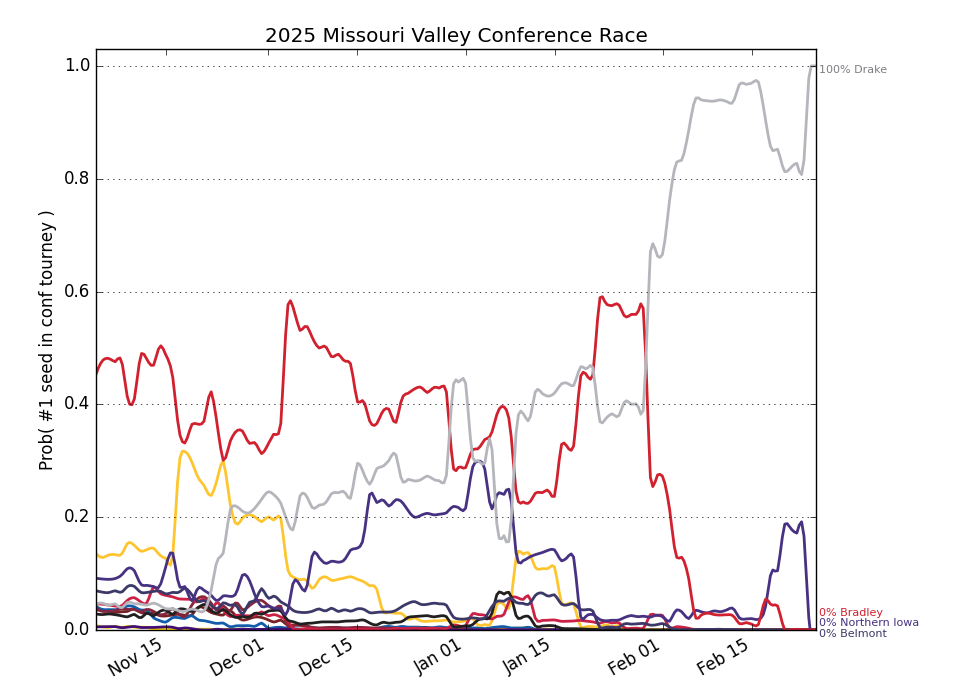 2025 Missouri Valley Conference Race
Prob( #1 seed in conf tourney )
1.0
0.8
0.6
0.4
0.2
0.0
100% Drake
0% Bradley
0% Northern Iowa
0% Belmont
Nov 15
Dec 01
Dec 15
Jan 01
Jan 15
Feb 01
Feb 15